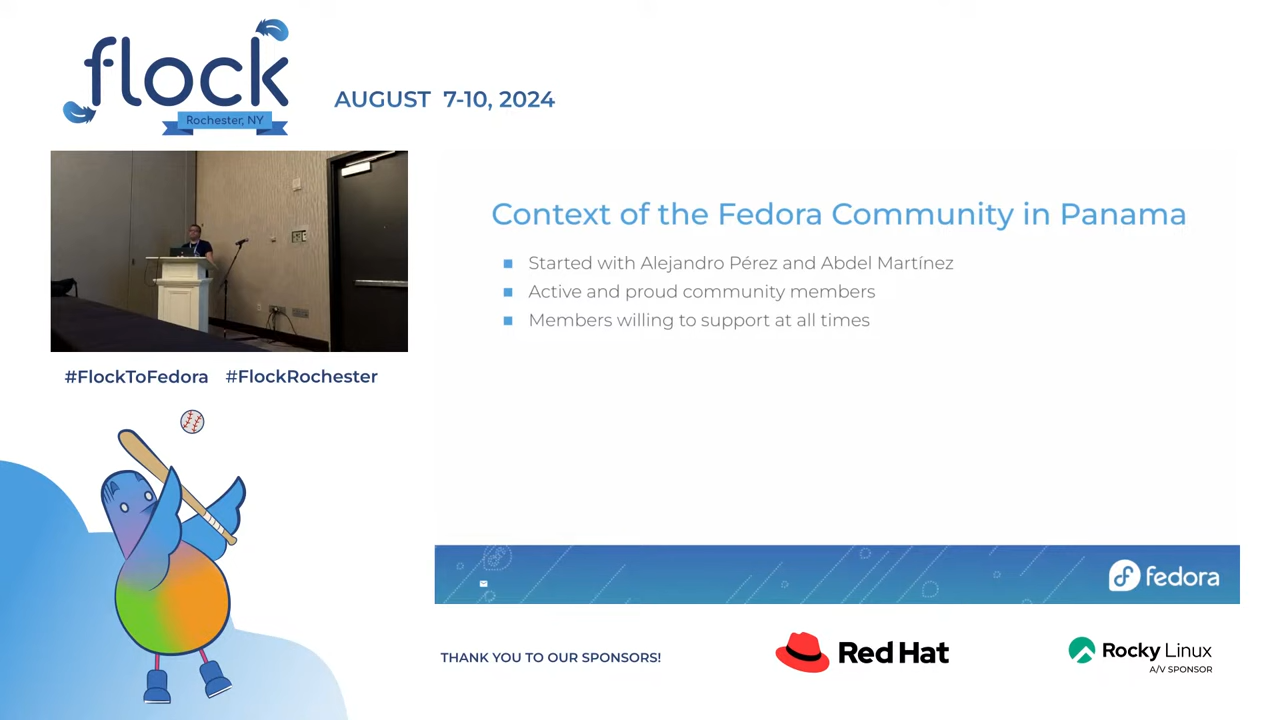 flock
Rochester, NY
AUGUST 7-10, 2024
Context of the Fedora Community in Panama
Started with Alejandro Pérez and Abdel Martínez
Active and proud community members
Members willing to support at all times
#FlockToFedora #FlockRochester
fedora
THANK YOU TO OUR SPONSORS!
Red Hat
Rocky Linux
A/V SPONSOR